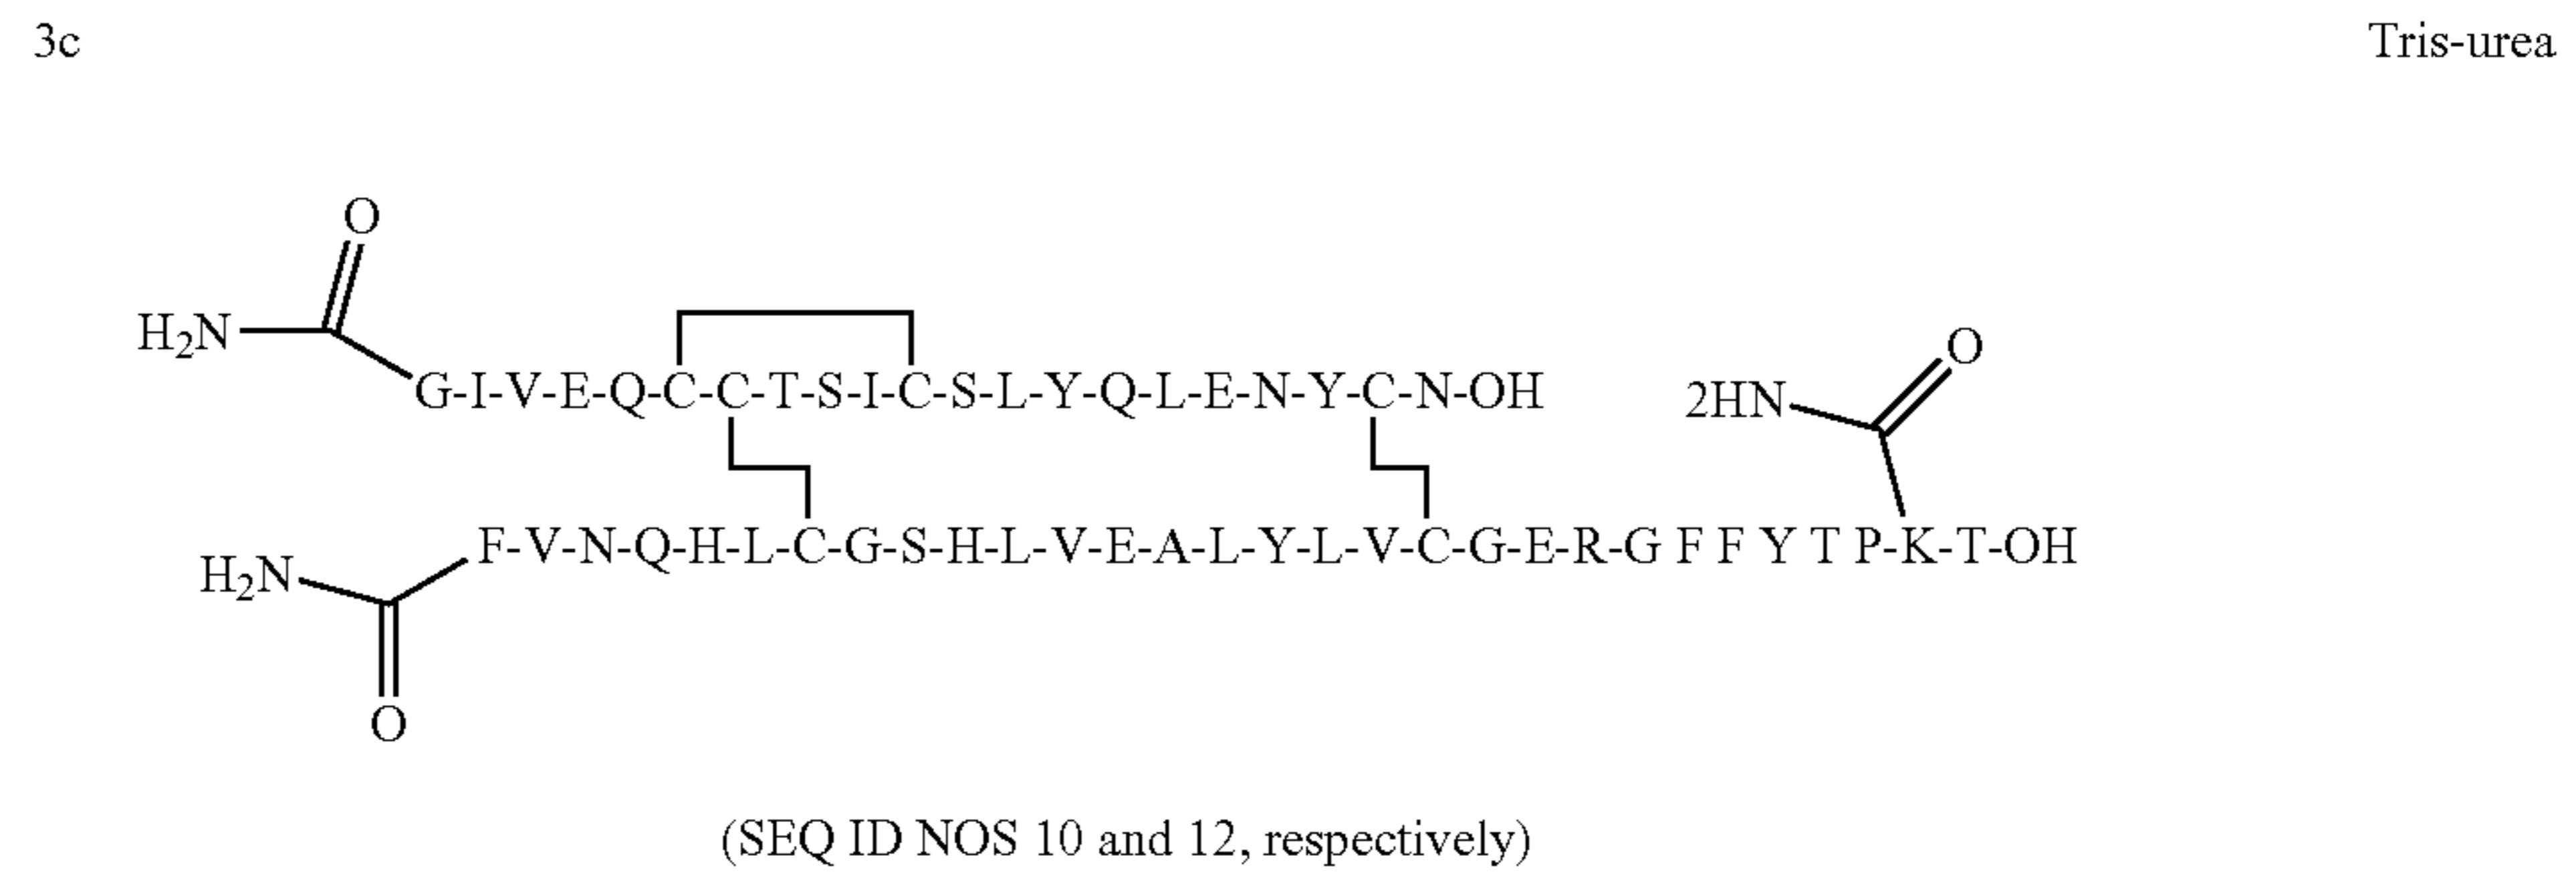 3c Tris-urea
O
H₂N O
G-I-V-E-Q-C-C-T-S-I-C-S-L-Y-Q-L-E-N-Y-C-N-OH 2HN
F-V-N-Q-H-L-C-G-S-H-L-V-E-A-L-Y-L-V-C-G-E-R-G F F Y T P-K-T-OH
H₂N
O
(SEQ ID NOS 10 and 12, respectively)